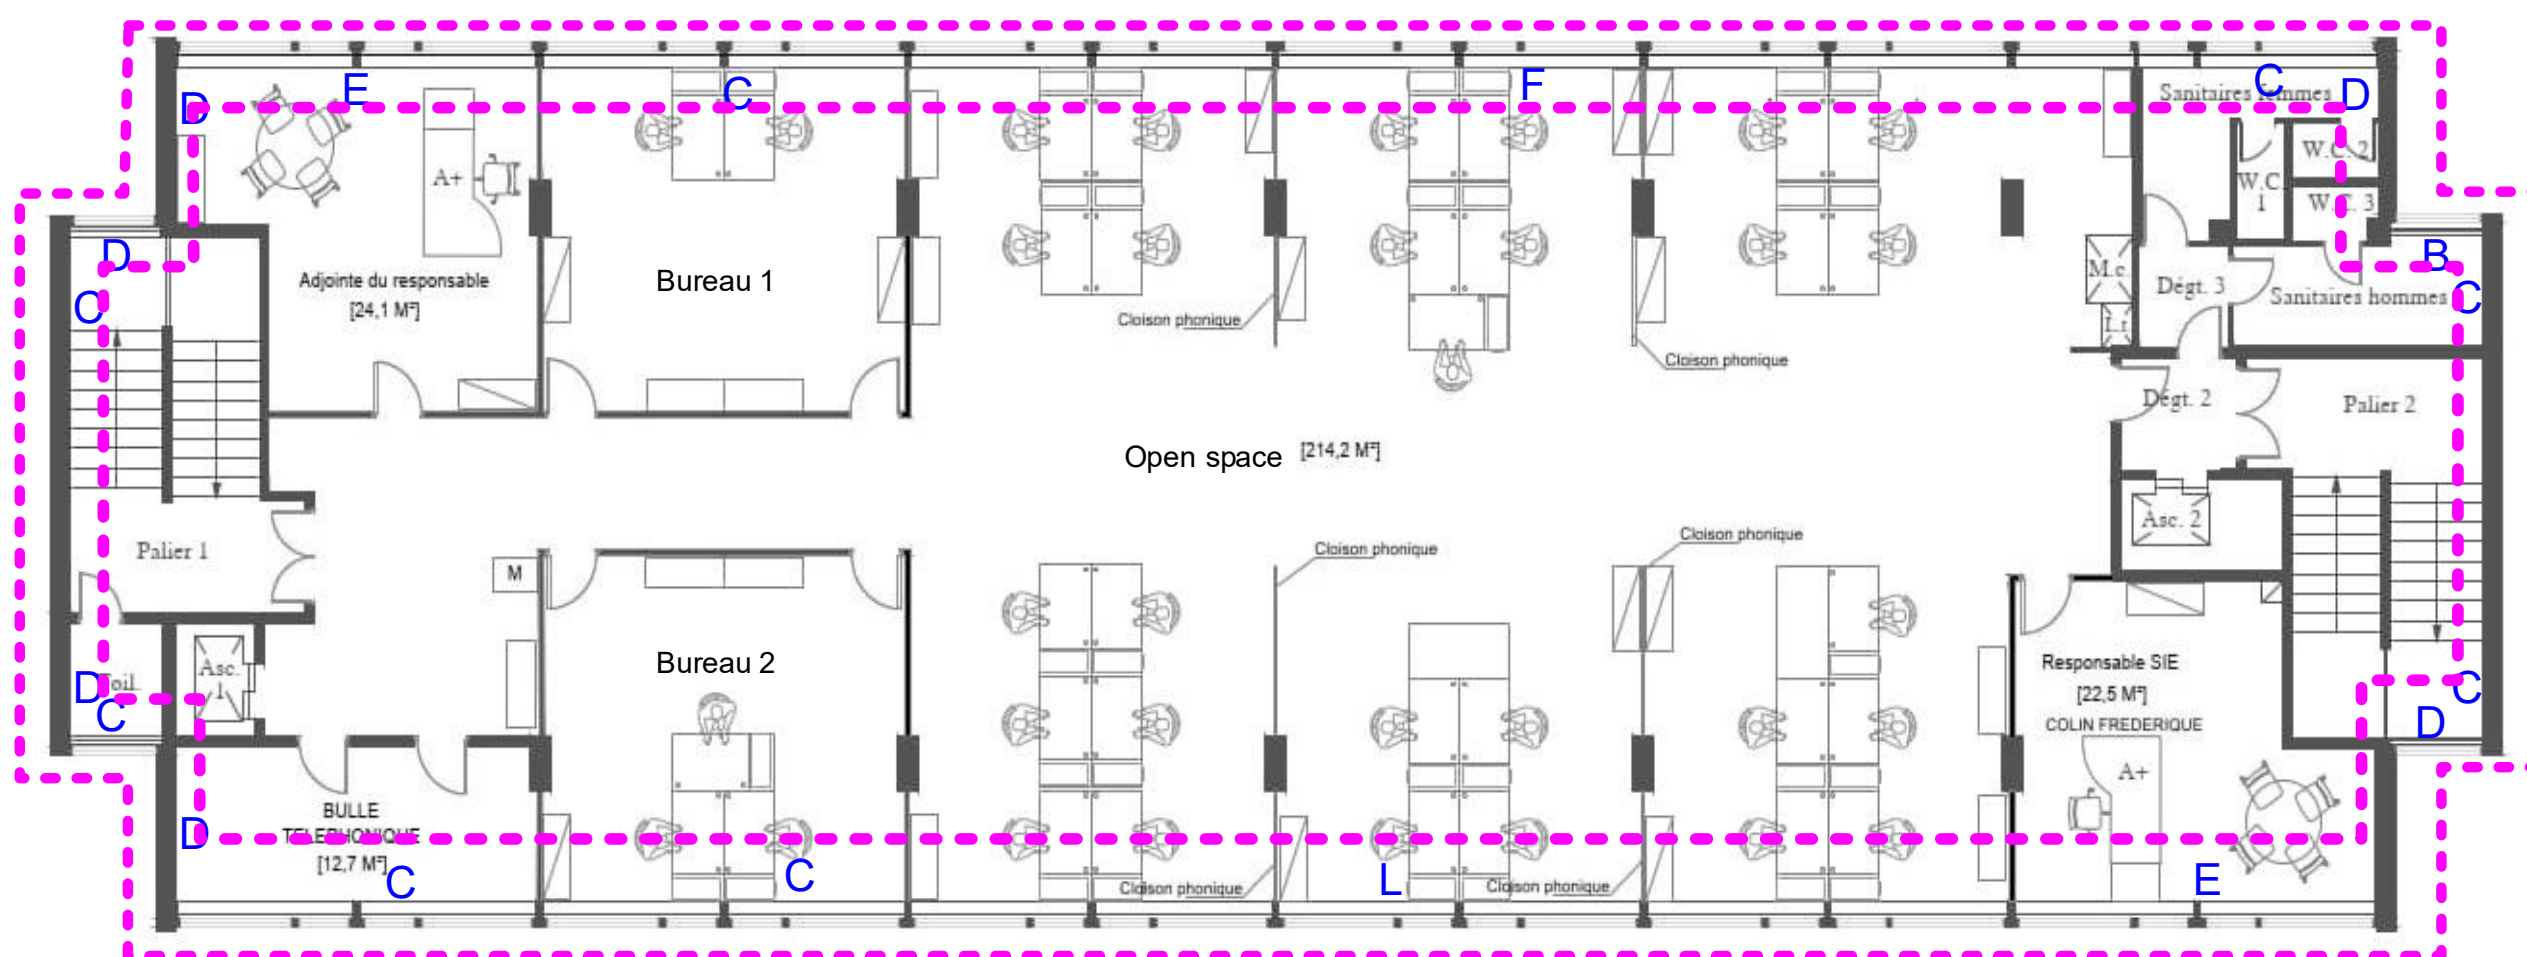 E
C
F
C
D
Sanitaires femmes
D
W.C. 2
A+
W.C.
1
W.C. 3
D
B
M.c.
Adjointe du responsable
Bureau 1
Dégt. 3
Sanitaires hommes
C
[24,1 M²]
C
Cloison phonique
Lr
Cloison phonique
Dégt. 2
Palier 2
Open space
[214,2 M²]
Asc. 2
Cloison phonique
Cloison phonique
Palier 1
M
Bureau 2
Responsable SIE
Asc.
1
D
Toil.
[22,5 M²]
C
C
COLIN FREDERIQUE
D
A+
BULLE
D
TELEPHONIQUE
[12,7 M²]
C
C
Cloison phonique
L
Cloison phonique
E